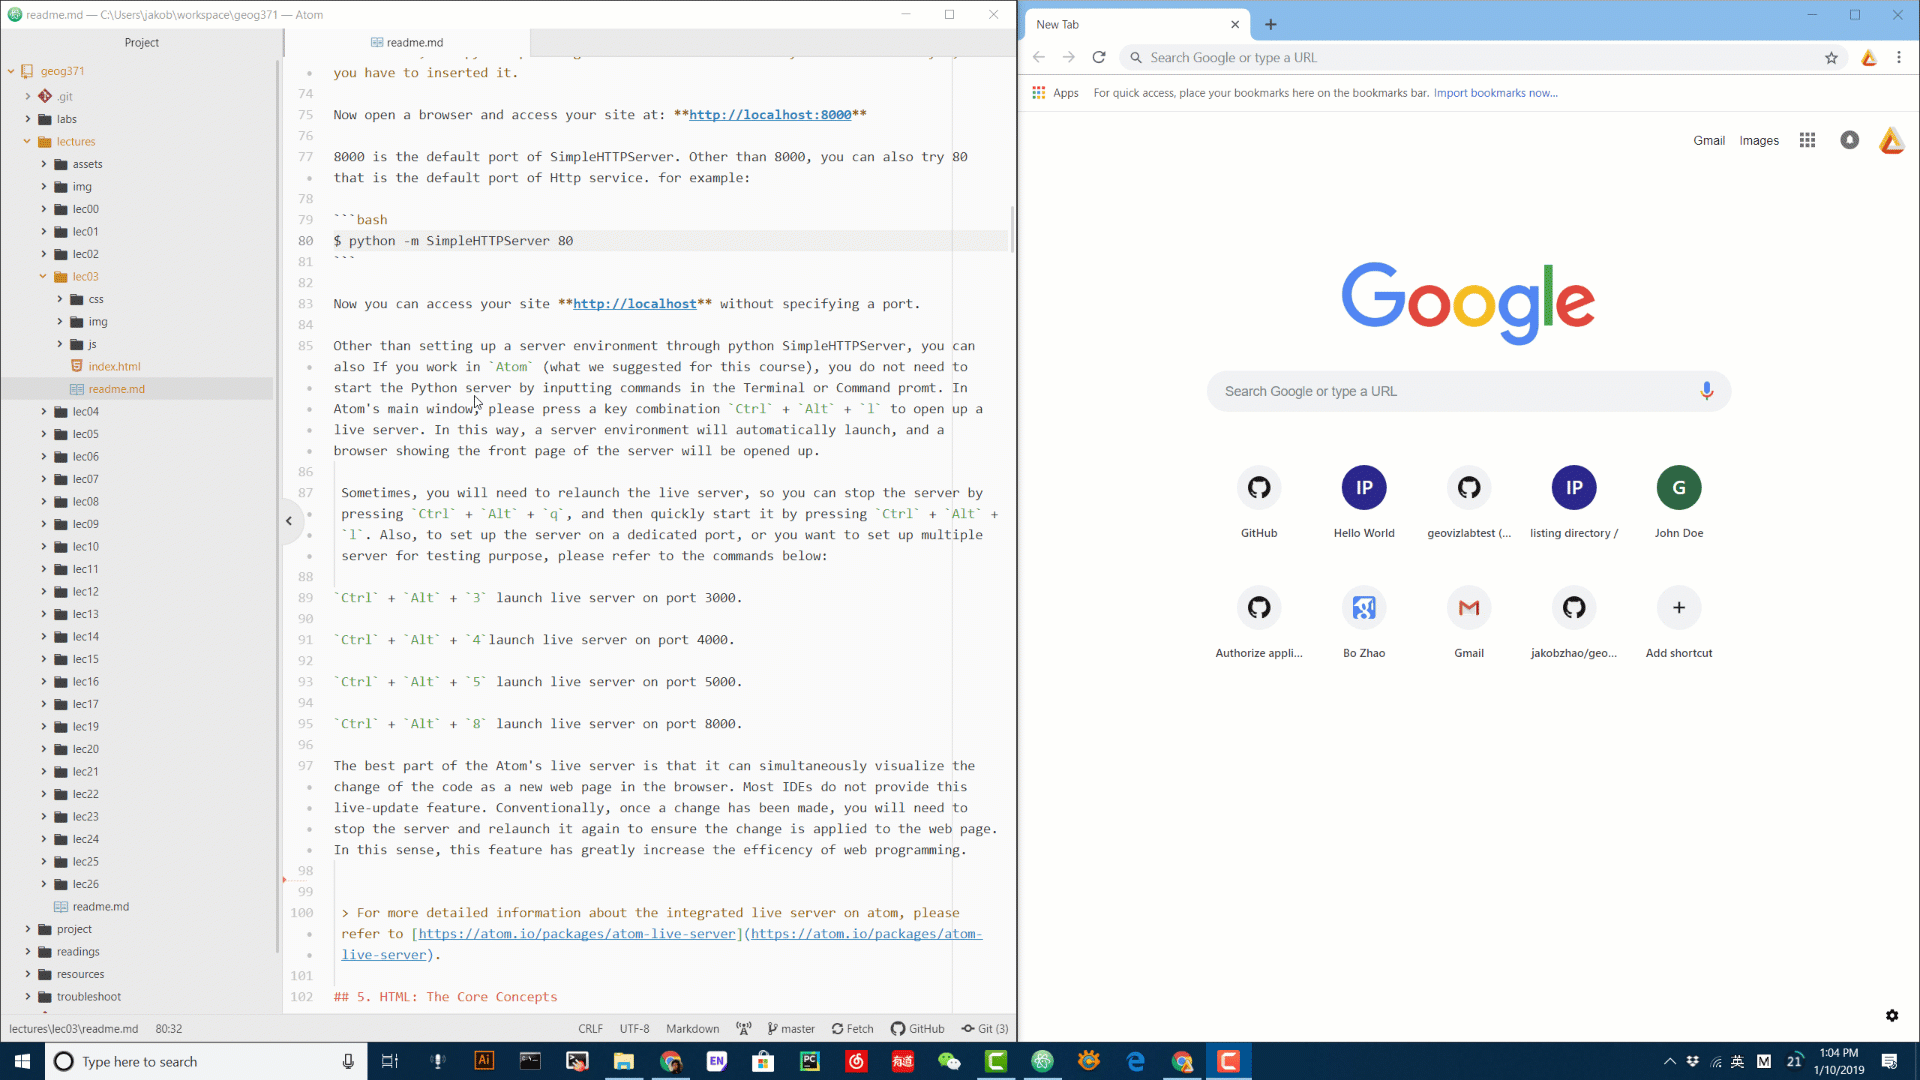 readme.md — C:\Users\jakob\workspace\geog371 — Atom
Project
readme.md
geog371
.git
labs
lectures
assets
img
lec00
lec01
lec02
lec03
css
img
js
index.html
readme.md
lec04
lec05
lec06
lec07
lec08
lec09
lec10
lec11
lec12
lec13
lec14
lec15
lec16
lec17
lec19
lec20
lec21
lec22
lec23
lec24
lec25
lec26
readme.md
project
readings
resources
troubleshoot
you have to inserted it.
74
75 Now open a browser and access your site at: **http://localhost:8000**
76
77 8000 is the default port of SimpleHTTPServer. Other than 8000, you can also try 80
that is the default port of Http service. for example:
78
79 ```bash
80 $ python -m SimpleHTTPServer 80
81 ```
82
83 Now you can access your site **http://localhost** without specifying a port.
84
85 Other than setting up a server environment through python SimpleHTTPServer, you can
also If you work in `Atom` (what we suggested for this course), you do not need to
start the Python server by inputting commands in the Terminal or Command promt. In
Atom's main window, please press a key combination `Ctrl` + `Alt` + `l` to open up a
live server. In this way, a server environment will automatically launch, and a
browser showing the front page of the server will be opened up.
86
87 Sometimes, you will need to relaunch the live server, so you can stop the server by
pressing `Ctrl` + `Alt` + `q`, and then quickly start it by pressing `Ctrl` + `Alt` +
`l`. Also, to set up the server on a dedicated port, or you want to set up multiple
server for testing purpose, please refer to the commands below:
88
89 `Ctrl` + `Alt` + `3` launch live server on port 3000.
90
91 `Ctrl` + `Alt` + `4`launch live server on port 4000.
92
93 `Ctrl` + `Alt` + `5` launch live server on port 5000.
94
95 `Ctrl` + `Alt` + `8` launch live server on port 8000.
96
97 The best part of the Atom's live server is that it can simultaneously visualize the
change of the code as a new web page in the browser. Most IDEs do not provide this
live-update feature. Conventionally, once a change has been made, you will need to
stop the server and relaunch it again to ensure the change is applied to the web page.
In this sense, this feature has greatly increase the efficency of web programming.
98
99
100 > For more detailed information about the integrated live server on atom, please
refer to [https://atom.io/packages/atom-live-server](https://atom.io/packages/atom-
live-server).
101
102 ## 5. HTML: The Core Concepts
lectures\lec03\readme.md 80:32 CRLF UTF-8 Markdown master Fetch GitHub Git (3)
New Tab
Search Google or type a URL
Apps For quick access, place your bookmarks here on the bookmarks bar. Import bookmarks now...
Gmail Images
Google
Search Google or type a URL
IP IP G
GitHub Hello World geovizlabtest (... listing directory / John Doe
Authorize appli... Bo Zhao Gmail jakobzhao/geo... Add shortcut
Type here to search
Ai
EN
PC
有道
英
M
21
1:04 PM
1/10/2019